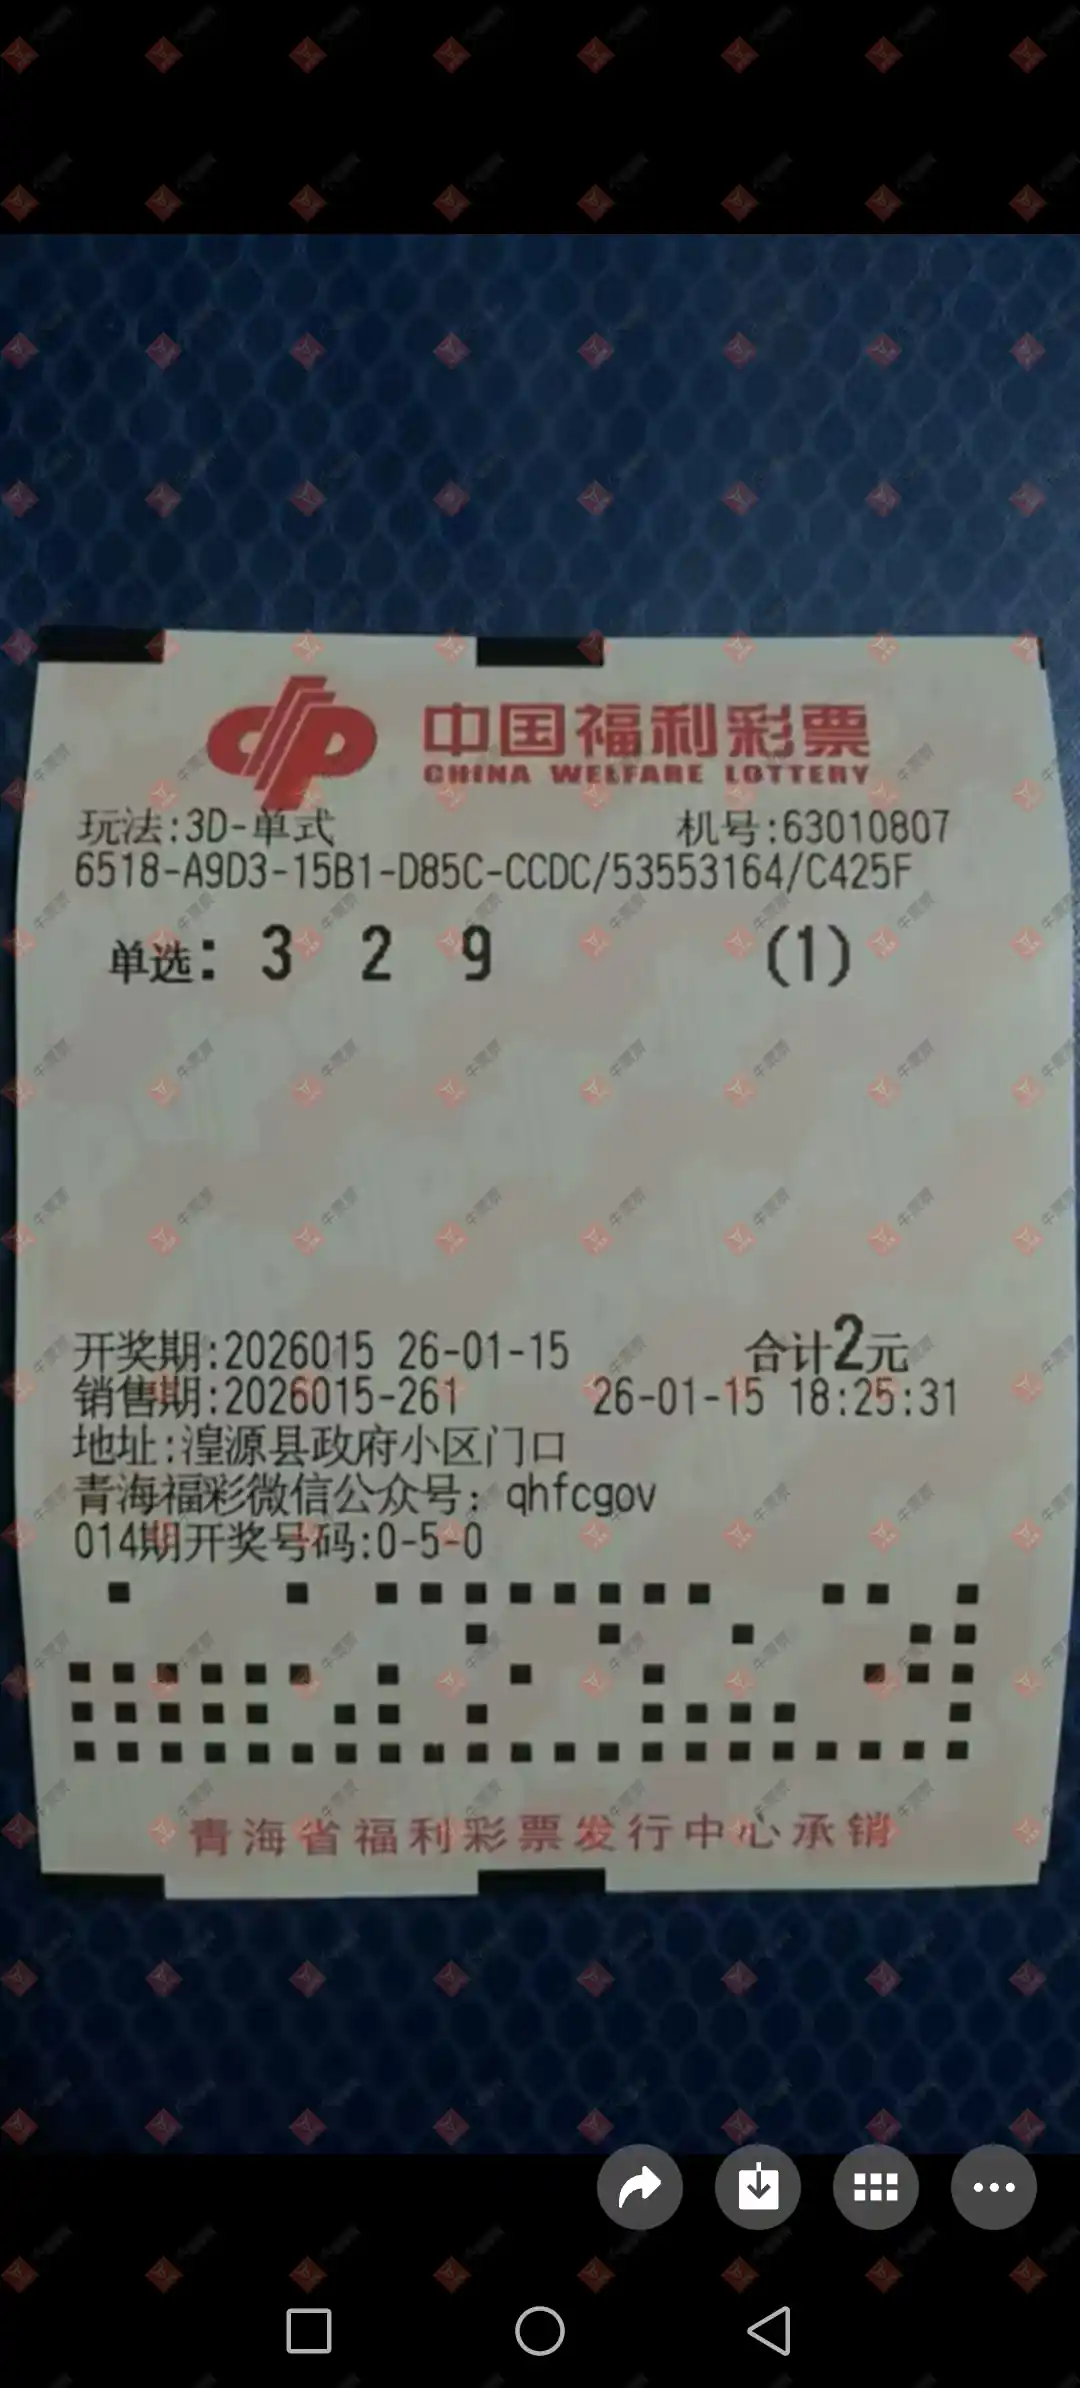 中国福利彩票
CHINA WELFARE LOTTERY
玩法:3D-单式 机号:63010807
6518-A9D3-15B1-D85C-CCDC/53553164/C425F
单选: 3 2 9 (1)
开奖期:2026015 26-01-15 合计2元
销售期:2026015-261 26-01-15 18:25:31
地址:湟源县政府小区门口
青海福彩微信公众号: qhfcgov
014期开奖号码:0-5-0
青海省福利彩票发行中心承销